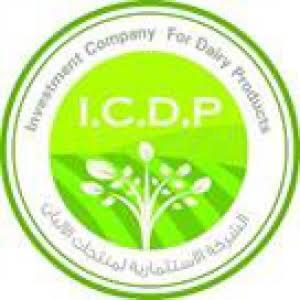 Investment Company For Dairy Products
I.C.D.P
الشركة الاستثمارية لمنتجات الألبان